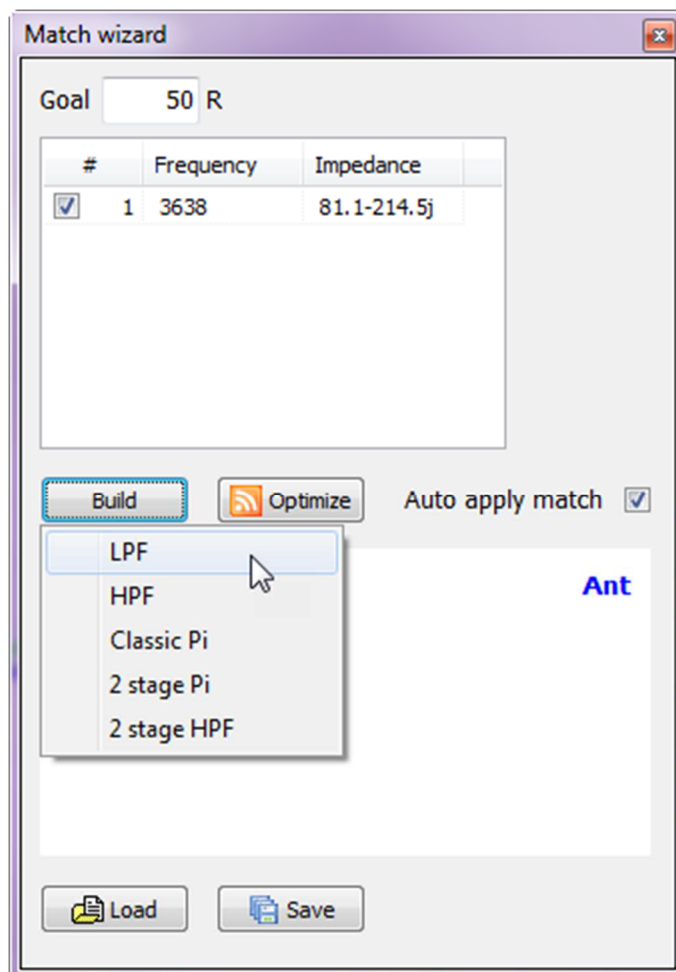 Match wizard
Goal 50 R
# Frequency Impedance
1 3638 81.1-214.5j
Build Optimize Auto apply match
LPF
Ant
HPF
Classic Pi
2 stage Pi
2 stage HPF
Load Save